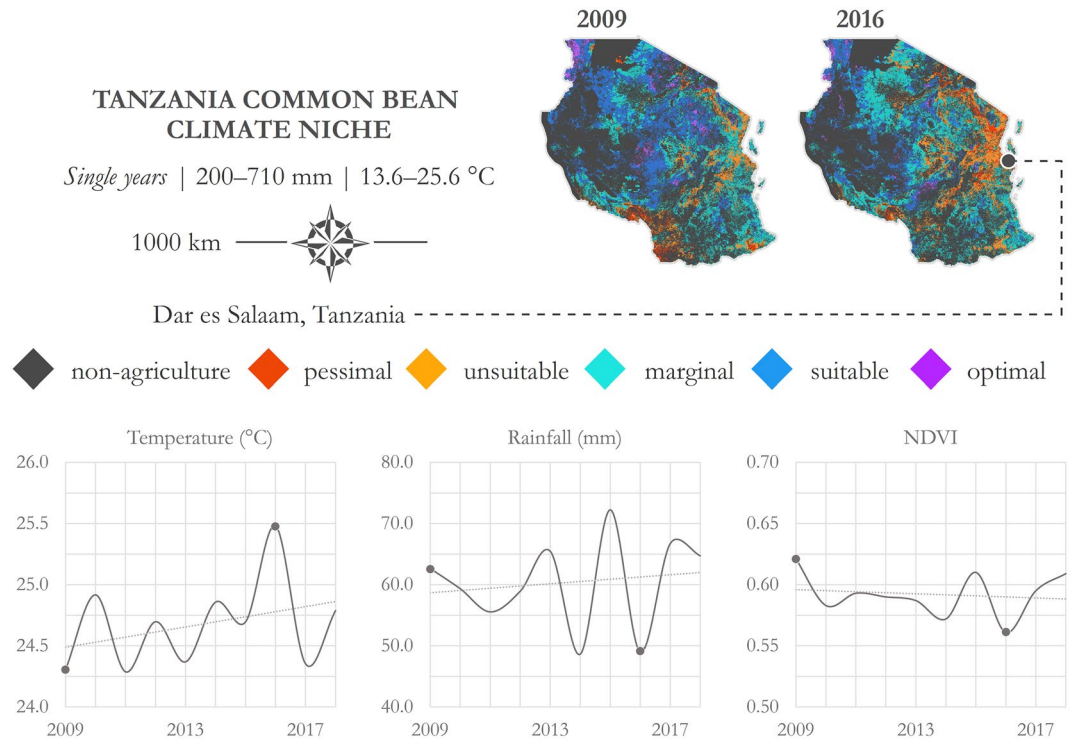 2009
2016
TANZANIA COMMON BEAN
CLIMATE NICHE
Single years | 200–710 mm | 13.6–25.6 °C
1000 km
Dar es Salaam, Tanzania
non-agriculture
pessimal
unsuitable
marginal
suitable
optimal
Temperature (°C)
26.0
25.5
25.0
24.5
24.0
2009
2013
2017
Rainfall (mm)
80.0
70.0
60.0
50.0
40.0
2009
2013
2017
NDVI
0.70
0.65
0.60
0.55
0.50
2009
2013
2017